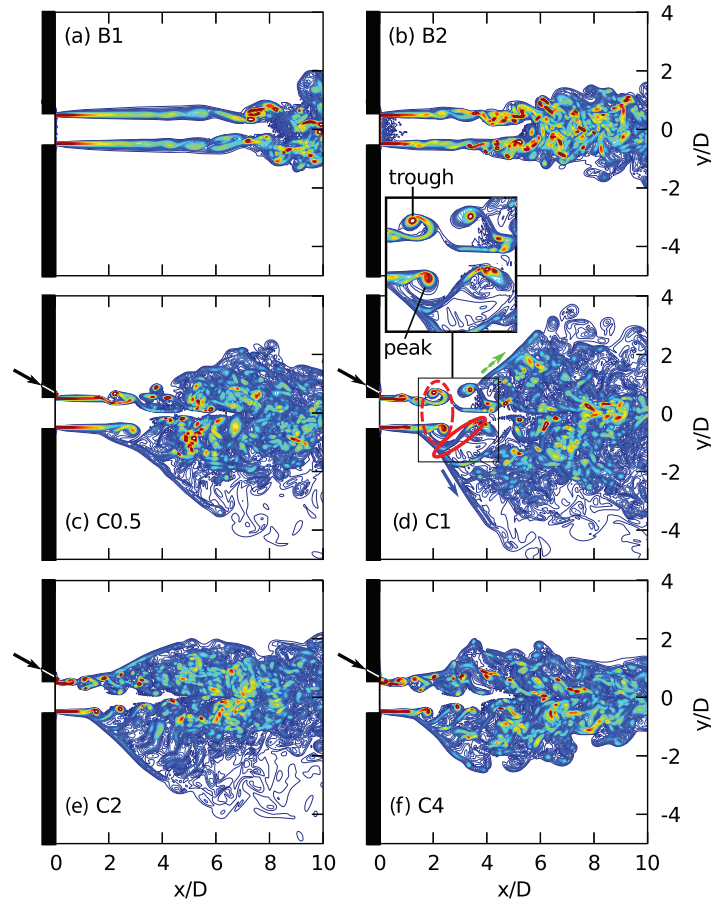 (a) B1
(b) B2
4
2
0
-2
-4
y/D
trough
peak
(c) C0.5
(d) C1
4
2
0
-2
-4
y/D
(e) C2
(f) C4
4
2
0
-2
-4
y/D
0 2 4 6 8 10
0 2 4 6 8 10
x/D
x/D